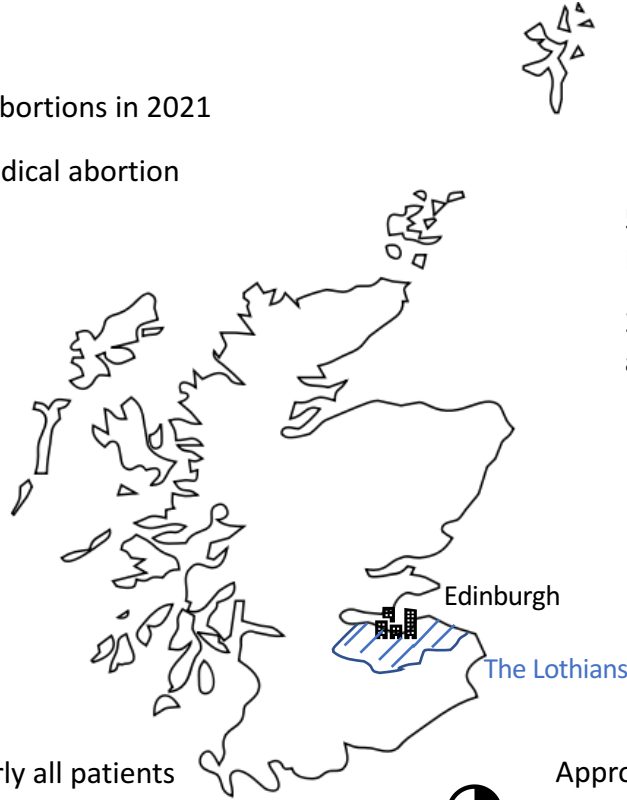 bortions in 2021
dical abortion
Edinburgh
The Lothians
rly all patients
Appro